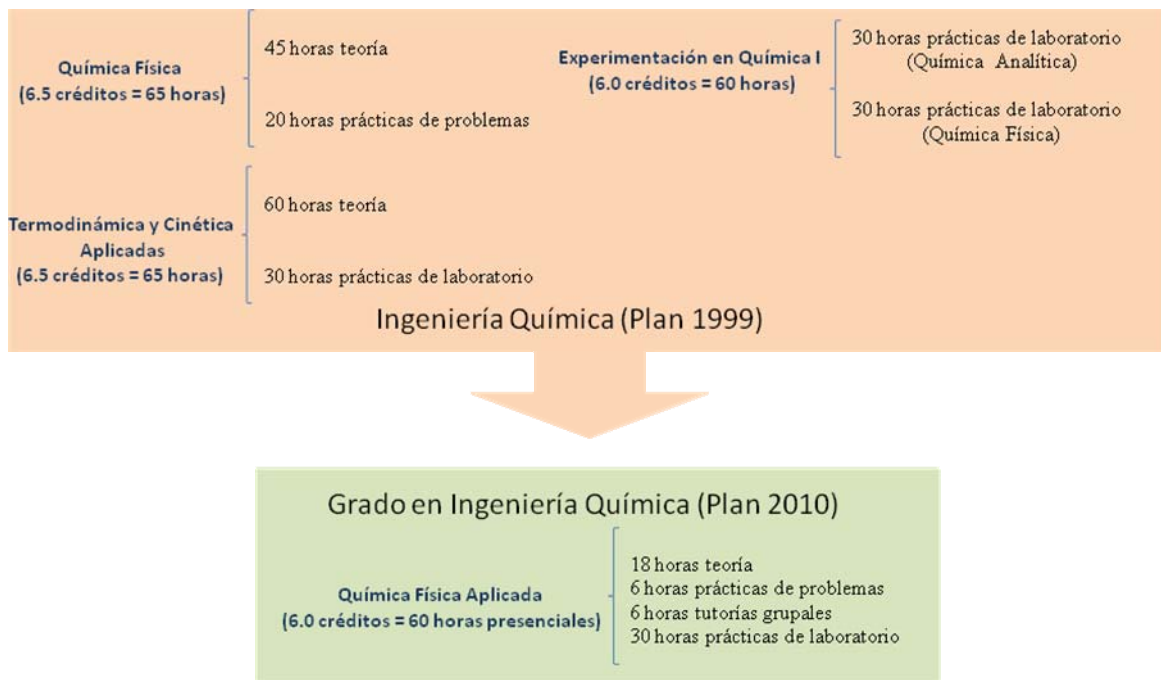 Química Física
(6.5 créditos = 65 horas)
45 horas teoría
20 horas prácticas de problemas
Experimentación en Química I
(6.0 créditos = 60 horas)
30 horas prácticas de laboratorio
(Química Analítica)
30 horas prácticas de laboratorio
(Química Física)
Termodinámica y Cinética
Aplicadas
(6.5 créditos = 65 horas)
60 horas teoría
30 horas prácticas de laboratorio
Ingeniería Química (Plan 1999)
Grado en Ingeniería Química (Plan 2010)
Química Física Aplicada
(6.0 créditos = 60 horas presenciales)
18 horas teoría
6 horas prácticas de problemas
6 horas tutorías grupales
30 horas prácticas de laboratorio